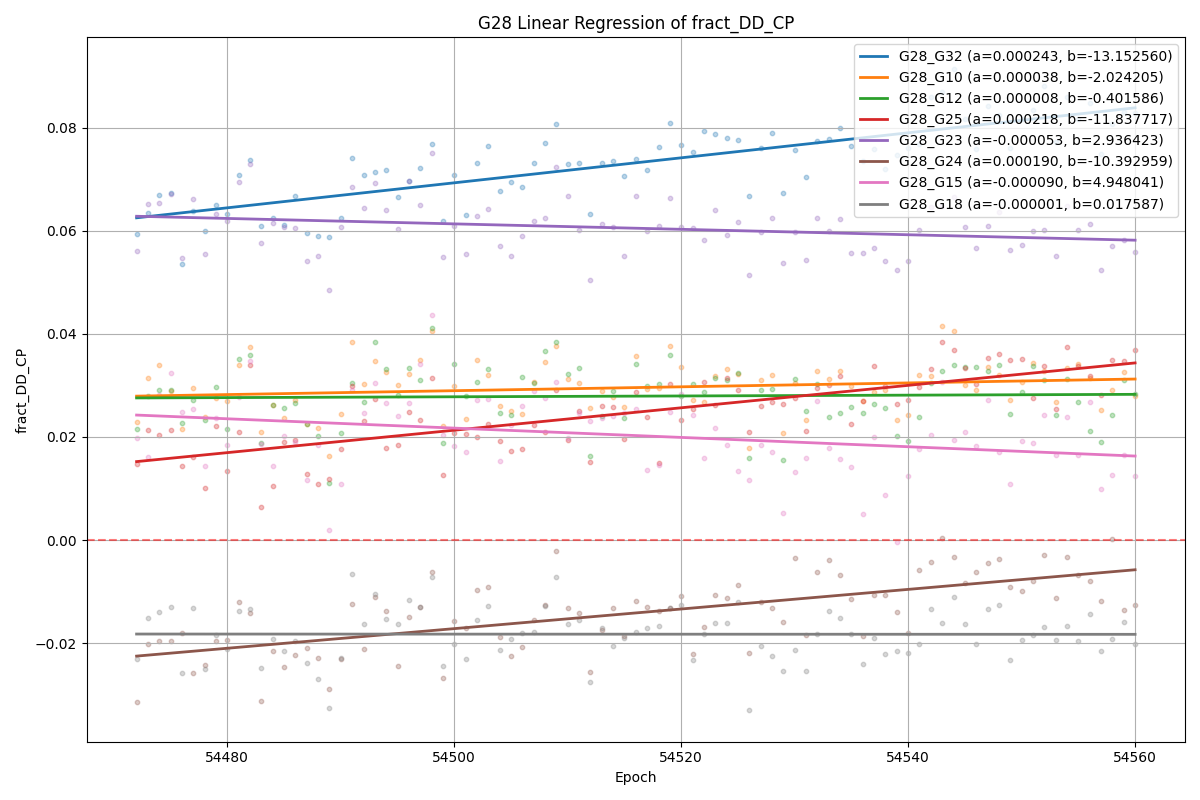 G28 Linear Regression of fract_DD_CP
G28_G32 (a=0.000243, b=-13.152560)
G28_G10 (a=0.000038, b=-2.024205)
G28_G12 (a=0.000008, b=-0.401586)
G28_G25 (a=0.000218, b=-11.837717)
G28_G23 (a=-0.000053, b=2.936423)
G28_G24 (a=0.000190, b=-10.392959)
G28_G15 (a=-0.000090, b=4.948041)
G28_G18 (a=-0.000001, b=0.017587)
fract_DD_CP
0.08
0.06
0.04
0.02
0.00
−0.02
54480
54500
54520
54540
54560
Epoch